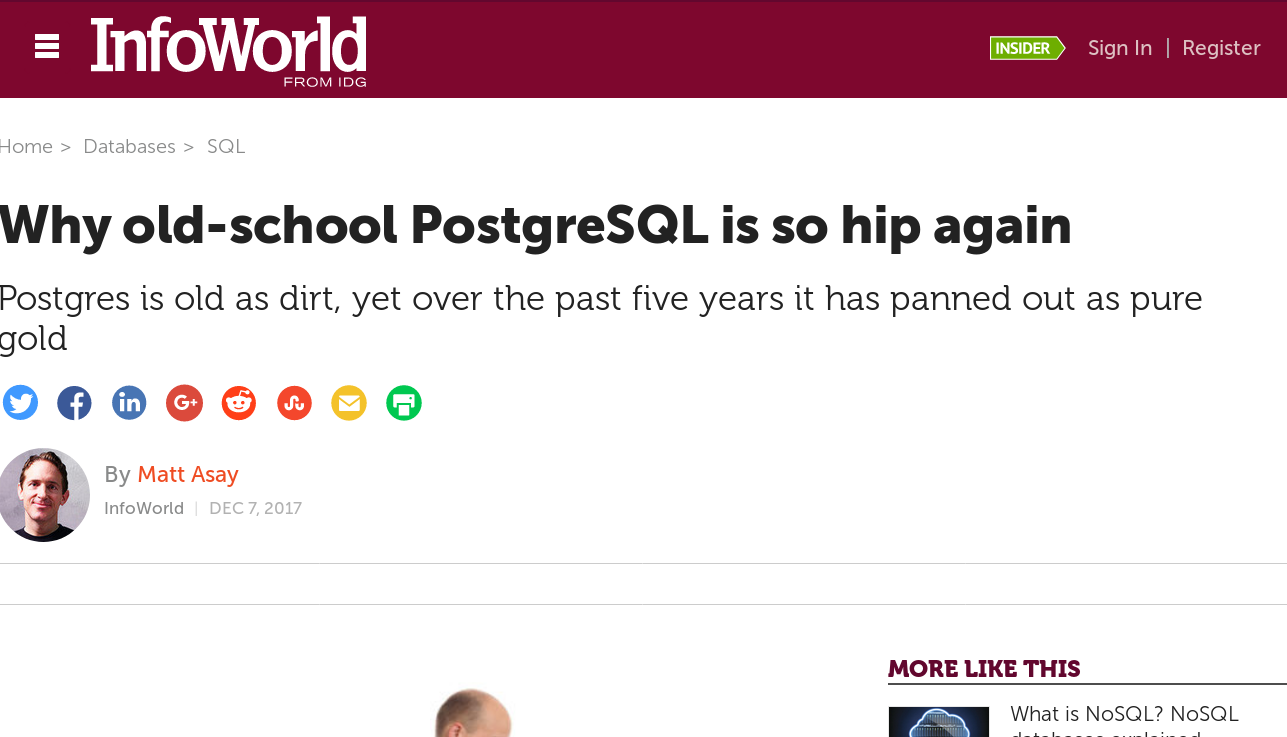 InfoWorld
FROM IDG
INSIDER
Sign In | Register
Home > Databases > SQL
Why old-school PostgreSQL is so hip again
Postgres is old as dirt, yet over the past five years it has panned out as pure
gold
By Matt Asay
InfoWorld | DEC 7, 2017
MORE LIKE THIS
What is NoSQL? NoSQL
databases explained